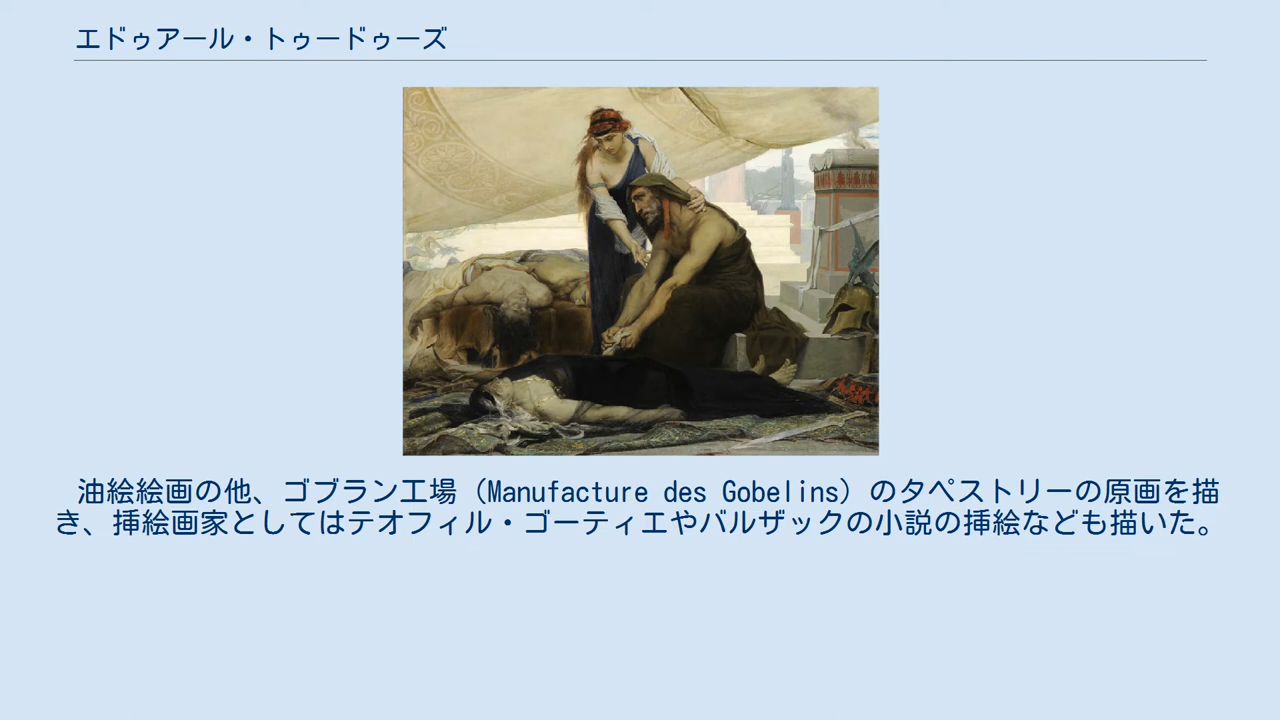 エドゥアール・トゥードゥーズ
油絵絵画の他、ゴブラン工場（Manufacture des Gobelins）のタペストリーの原画を描
き、挿絵画家としてはテオフィル・ゴーティエやバルザックの小説の挿絵なども描いた。